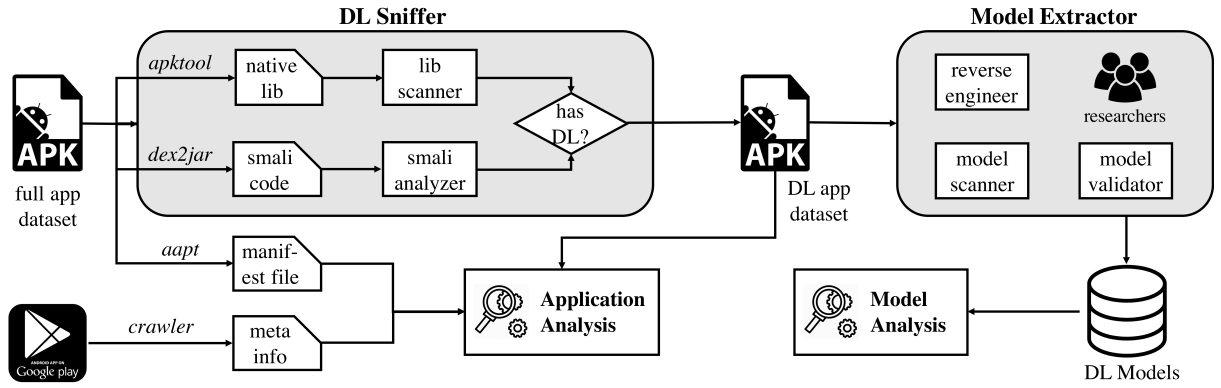 DL Sniffer
Model Extractor
apktool
native
lib
lib
scanner
has
DL?
dex2jar
smali
code
smali
analyzer
APK
full app
dataset
APK
DL app
dataset
reverse
engineer
researchers
model
scanner
model
validator
aapt
manif-
est file
crawler
meta
info
ANDROID APP ON
Google play
Application
Analysis
Model
Analysis
DL Models